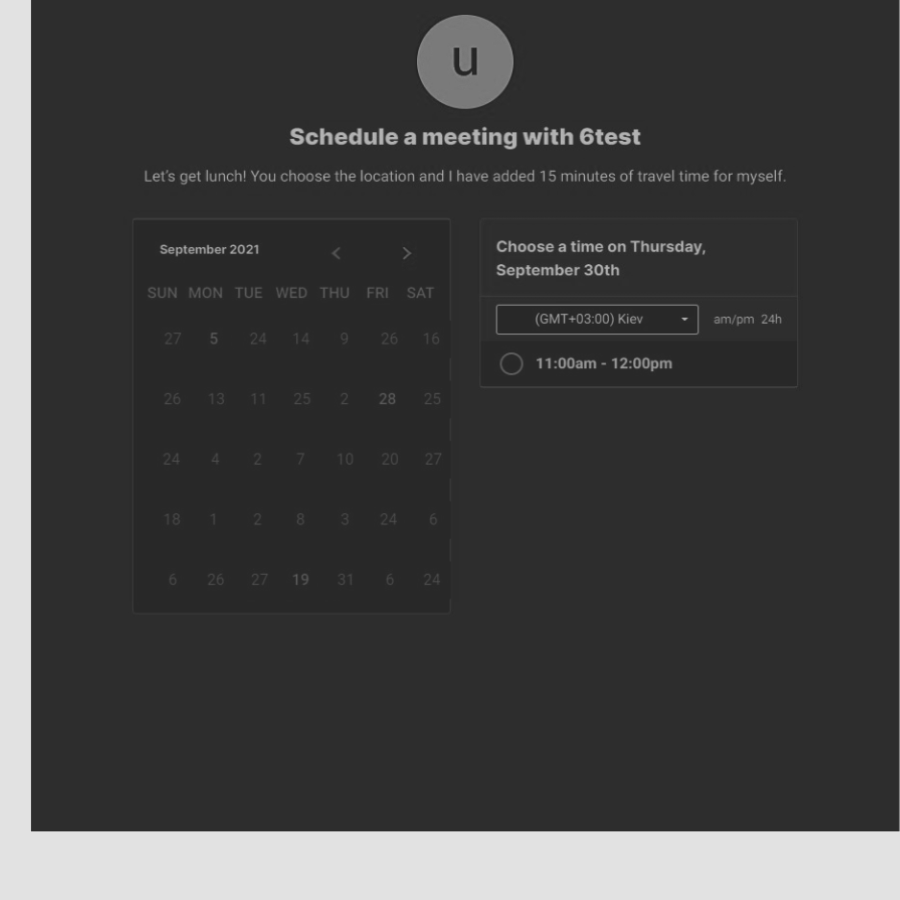 u
Schedule a meeting with 6test
Let's get lunch! You choose the location and I have added 15 minutes of travel time for myself.
September 2021
SUN MON TUE WED THU FRI SAT
27 5 24 14 9 26 16
26 13 11 25 2 28 25
24 4 2 7 10 20 27
18 1 2 8 3 24 6
6 26 27 19 31 6 24
Choose a time on Thursday,
September 30th
(GMT+03:00) Kiev am/pm 24h
11:00am - 12:00pm